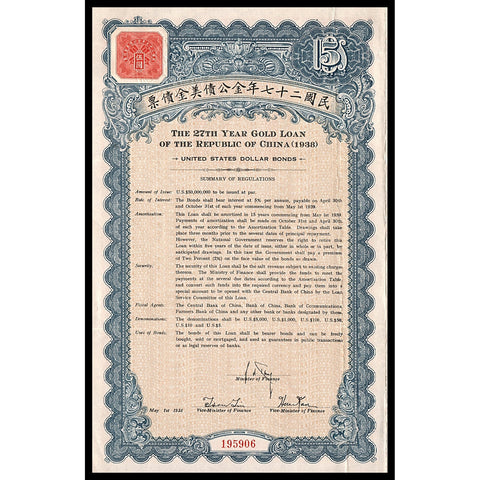 $5
伍圓
民國二十七年金公債美金債票
THE 27TH YEAR GOLD LOAN
OF THE REPUBLIC OF CHINA (1938)
UNITED STATES DOLLAR BONDS
SUMMARY OF REGULATIONS
Amount of Issue: U.S.$50,000,000 to be issued at par.
Rate of Interest: The Bonds shall bear interest at 5% per annum, payable on April 30th
and October 31st of each year commencing from May 1st 1938.
Amortization: This Loan shall be amortized in 15 years commencing from May 1st 1938.
Payments of amortization shall be made on October 31st and April 30th
of each year according to the Amortization Table. Drawings shall take
place three months prior to the several dates of principal repayment.
However, the National Government reserves the right to retire this
Loan within five years of the date of issue, either in whole or in part, by
anticipated drawings. In this case the Government shall pay a premium
of Two Percent (2%) on the face value of the bonds so drawn.
Security: The security of this Loan shall be the salt revenue subject to existing charges
thereon. The Ministry of Finance shall provide the funds to meet the
payments at the several due dates according to the Amortization Table,
and convert such funds into the required currency and pay them into a
special interest to be opened with the Central Bank of China by the Loan
Service Committee of this Loan.
Fiscal Agents: The Central Bank of China, Bank of China, Bank of Communications,
Farmers Bank of China and any other bank or banks designated by them.
Denominations: The denominations shall be U.S.$5,000, U.S.$1,000, U.S.$100, U.S.$50,
U.S.$10 and U.S.$5.
Uses of Bonds: The bonds of this Loan shall be bearer bonds and can be freely
bought, sold or mortgaged, and used as guarantees in public transactions
or as legal reserves of banks.
Minister of Finance
May 1st 1938 Vice-Minister of Finance Vice-Minister of Finance
195906